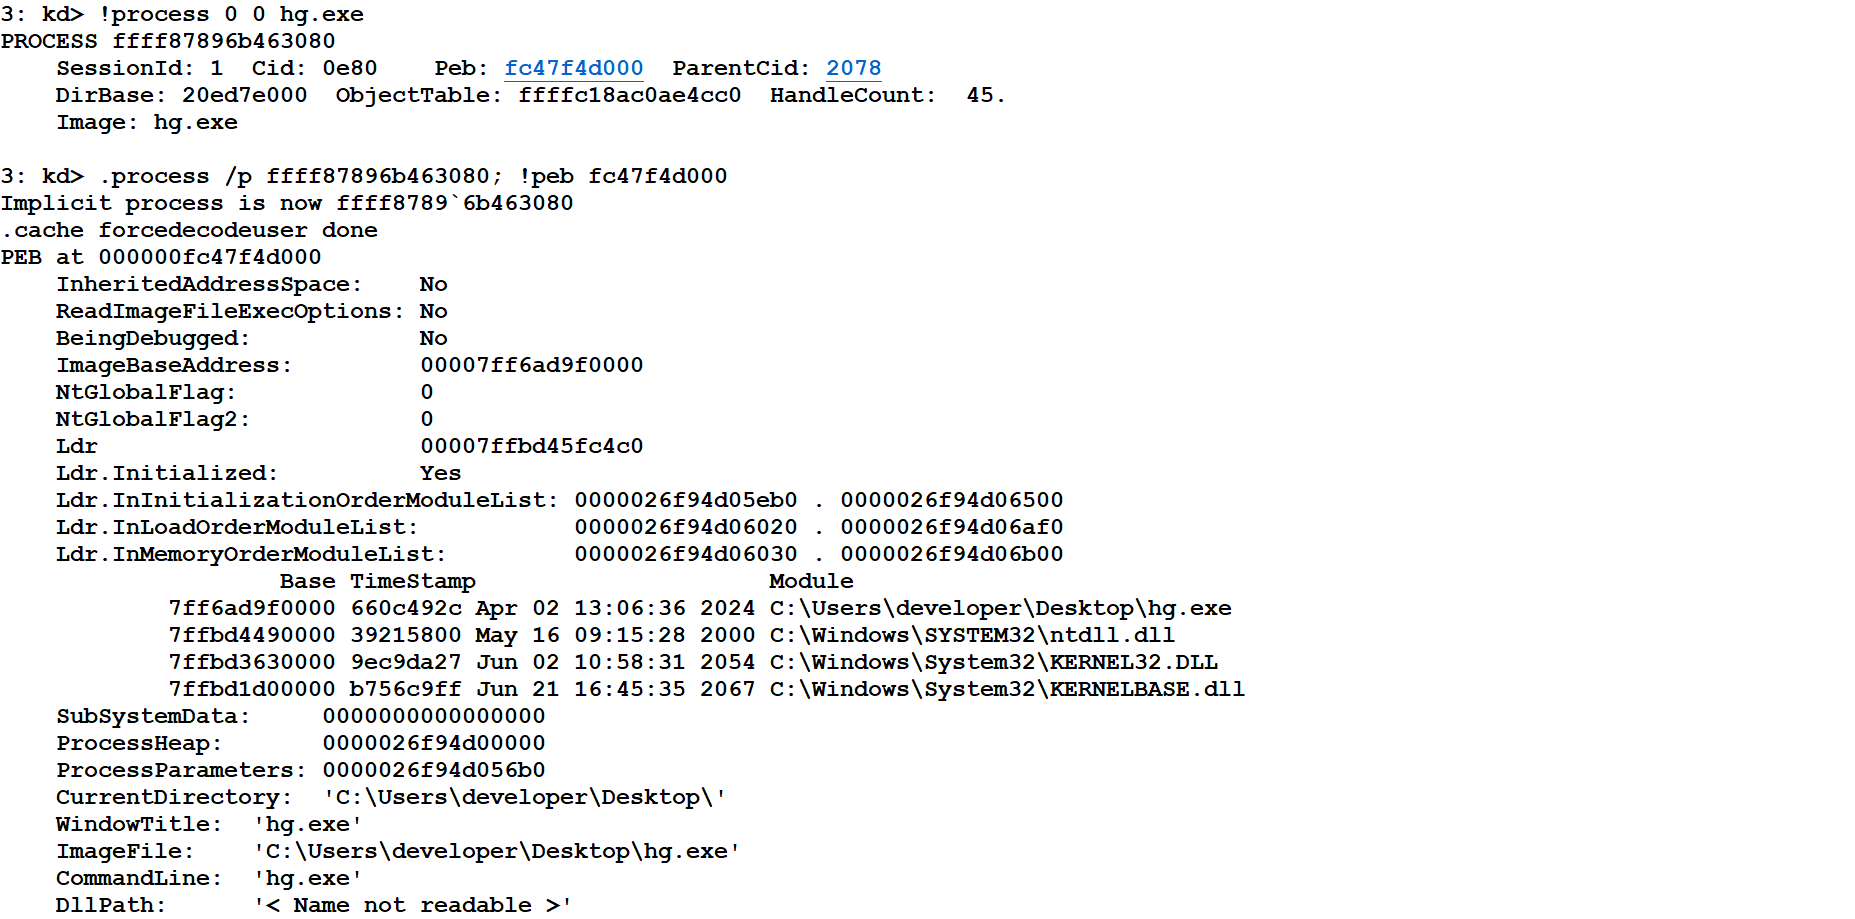 3: kd> !process 0 0 hg.exe
PROCESS ffff87896b463080
    SessionId: 1  Cid: 0e80    Peb: fc47f4d000  ParentCid: 2078
    DirBase: 20ed7e000  ObjectTable: ffffc18ac0ae4cc0  HandleCount:  45.
    Image: hg.exe

3: kd> .process /p ffff87896b463080; !peb fc47f4d000
Implicit process is now ffff8789`6b463080
.cache forcedecodeuser done
PEB at 000000fc47f4d000
    InheritedAddressSpace:    No
    ReadImageFileExecOptions: No
    BeingDebugged:            No
    ImageBaseAddress:         00007ff6ad9f0000
    NtGlobalFlag:             0
    NtGlobalFlag2:            0
    Ldr                       00007ffbd45fc4c0
    Ldr.Initialized:          Yes
    Ldr.InInitializationOrderModuleList: 0000026f94d05eb0 . 0000026f94d06500
    Ldr.InLoadOrderModuleList:           0000026f94d06020 . 0000026f94d06af0
    Ldr.InMemoryOrderModuleList:         0000026f94d06030 . 0000026f94d06b00
                    Base TimeStamp                     Module
            7ff6ad9f0000 660c492c Apr 02 13:06:36 2024 C:\Users\developer\Desktop\hg.exe
            7ffbd4490000 39215800 May 16 09:15:28 2000 C:\Windows\SYSTEM32\ntdll.dll
            7ffbd3630000 9ec9da27 Jun 02 10:58:31 2054 C:\Windows\System32\KERNEL32.DLL
            7ffbd1d00000 b756c9ff Jun 21 16:45:35 2067 C:\Windows\System32\KERNELBASE.dll
    SubSystemData:     0000000000000000
    ProcessHeap:       0000026f94d00000
    ProcessParameters: 0000026f94d056b0
    CurrentDirectory:  'C:\Users\developer\Desktop\'
    WindowTitle:  'hg.exe'
    ImageFile:    'C:\Users\developer\Desktop\hg.exe'
    CommandLine:  'hg.exe'
    DllPath:      '< Name not readable >'